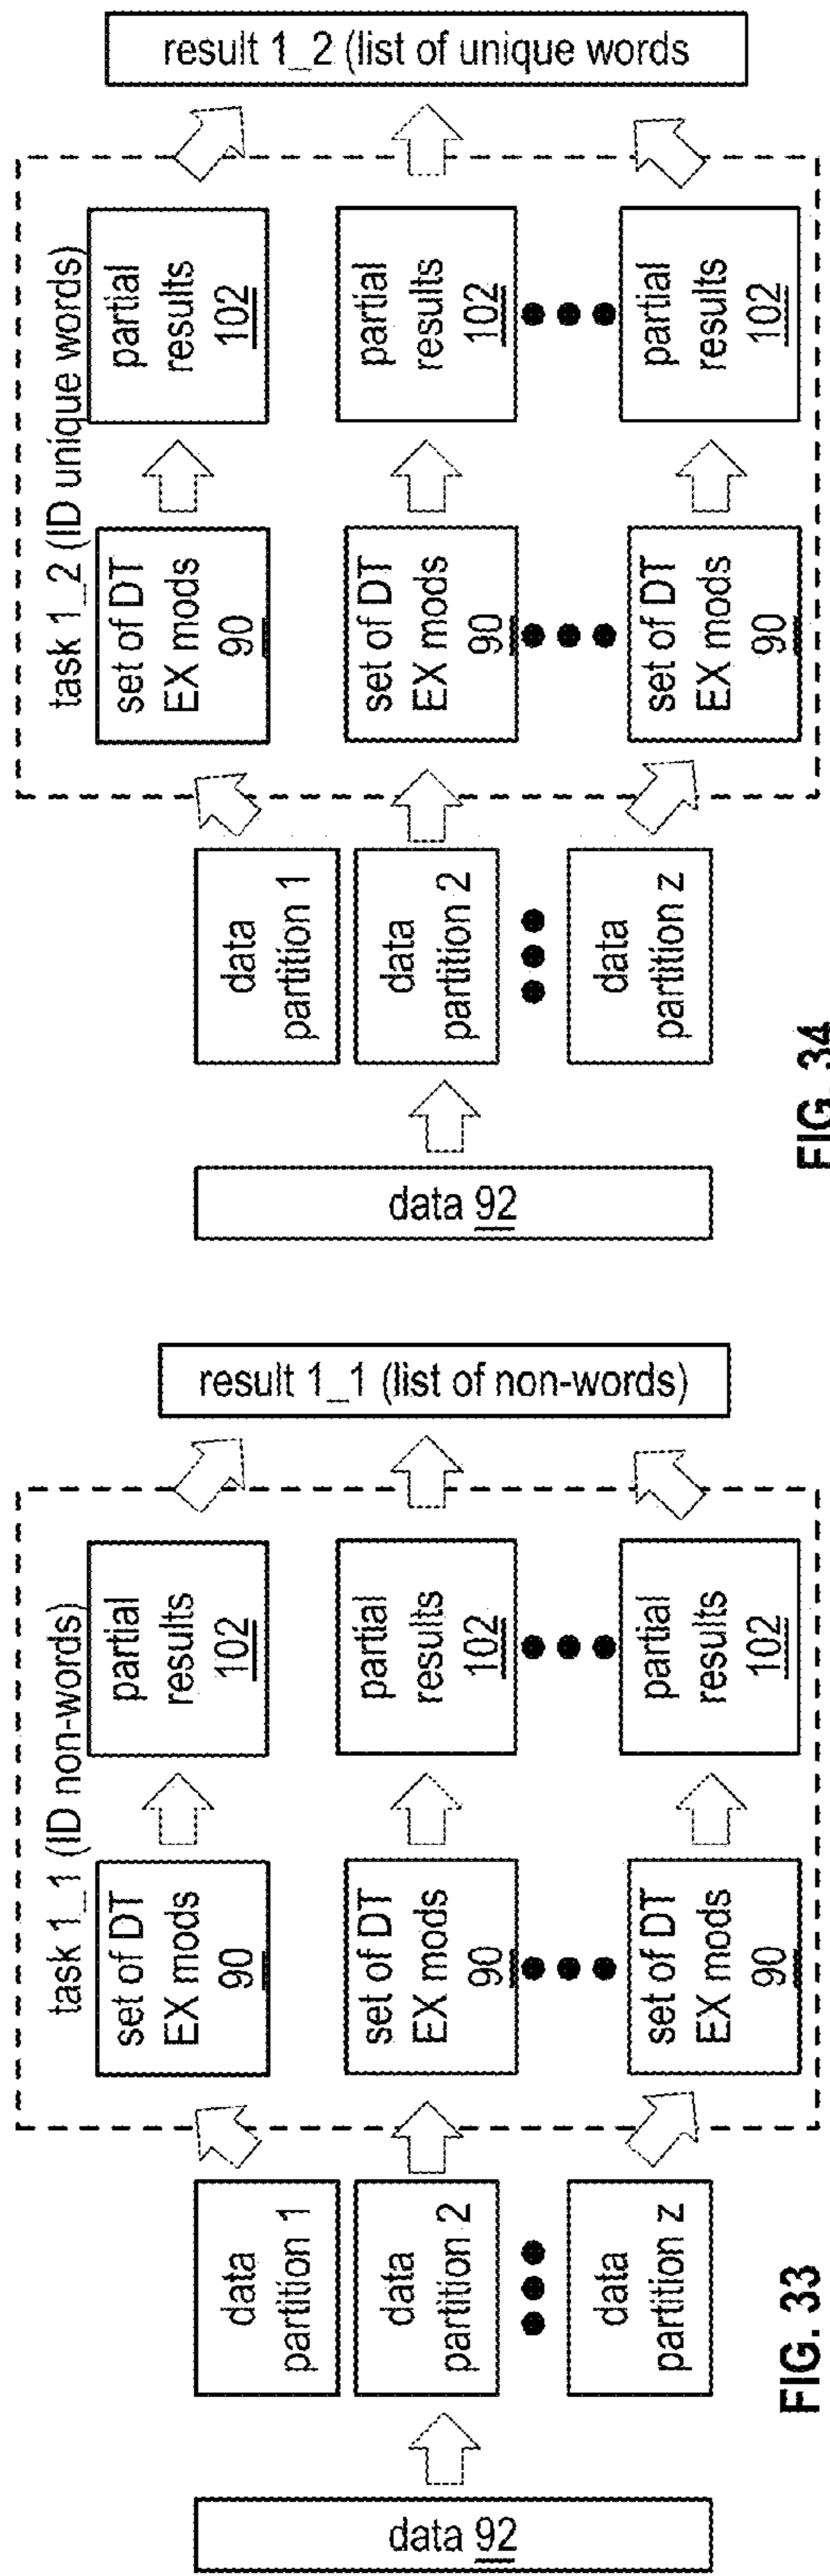 task 1_1 (ID non-words)
data 92
data
partition 1
data
partition 2
data
partition z
set of DT
EX mods
90
set of DT
EX mods
90
set of DT
EX mods
90
partial
results
102
partial
results
102
partial
results
102
result 1_1 (list of non-words)
FIG. 33
task 1_2 (ID unique words)
data 92
data
partition 1
data
partition 2
data
partition z
set of DT
EX mods
90
set of DT
EX mods
90
set of DT
EX mods
90
partial
results
102
partial
results
102
partial
results
102
result 1_2 (list of unique words
FIG. 34